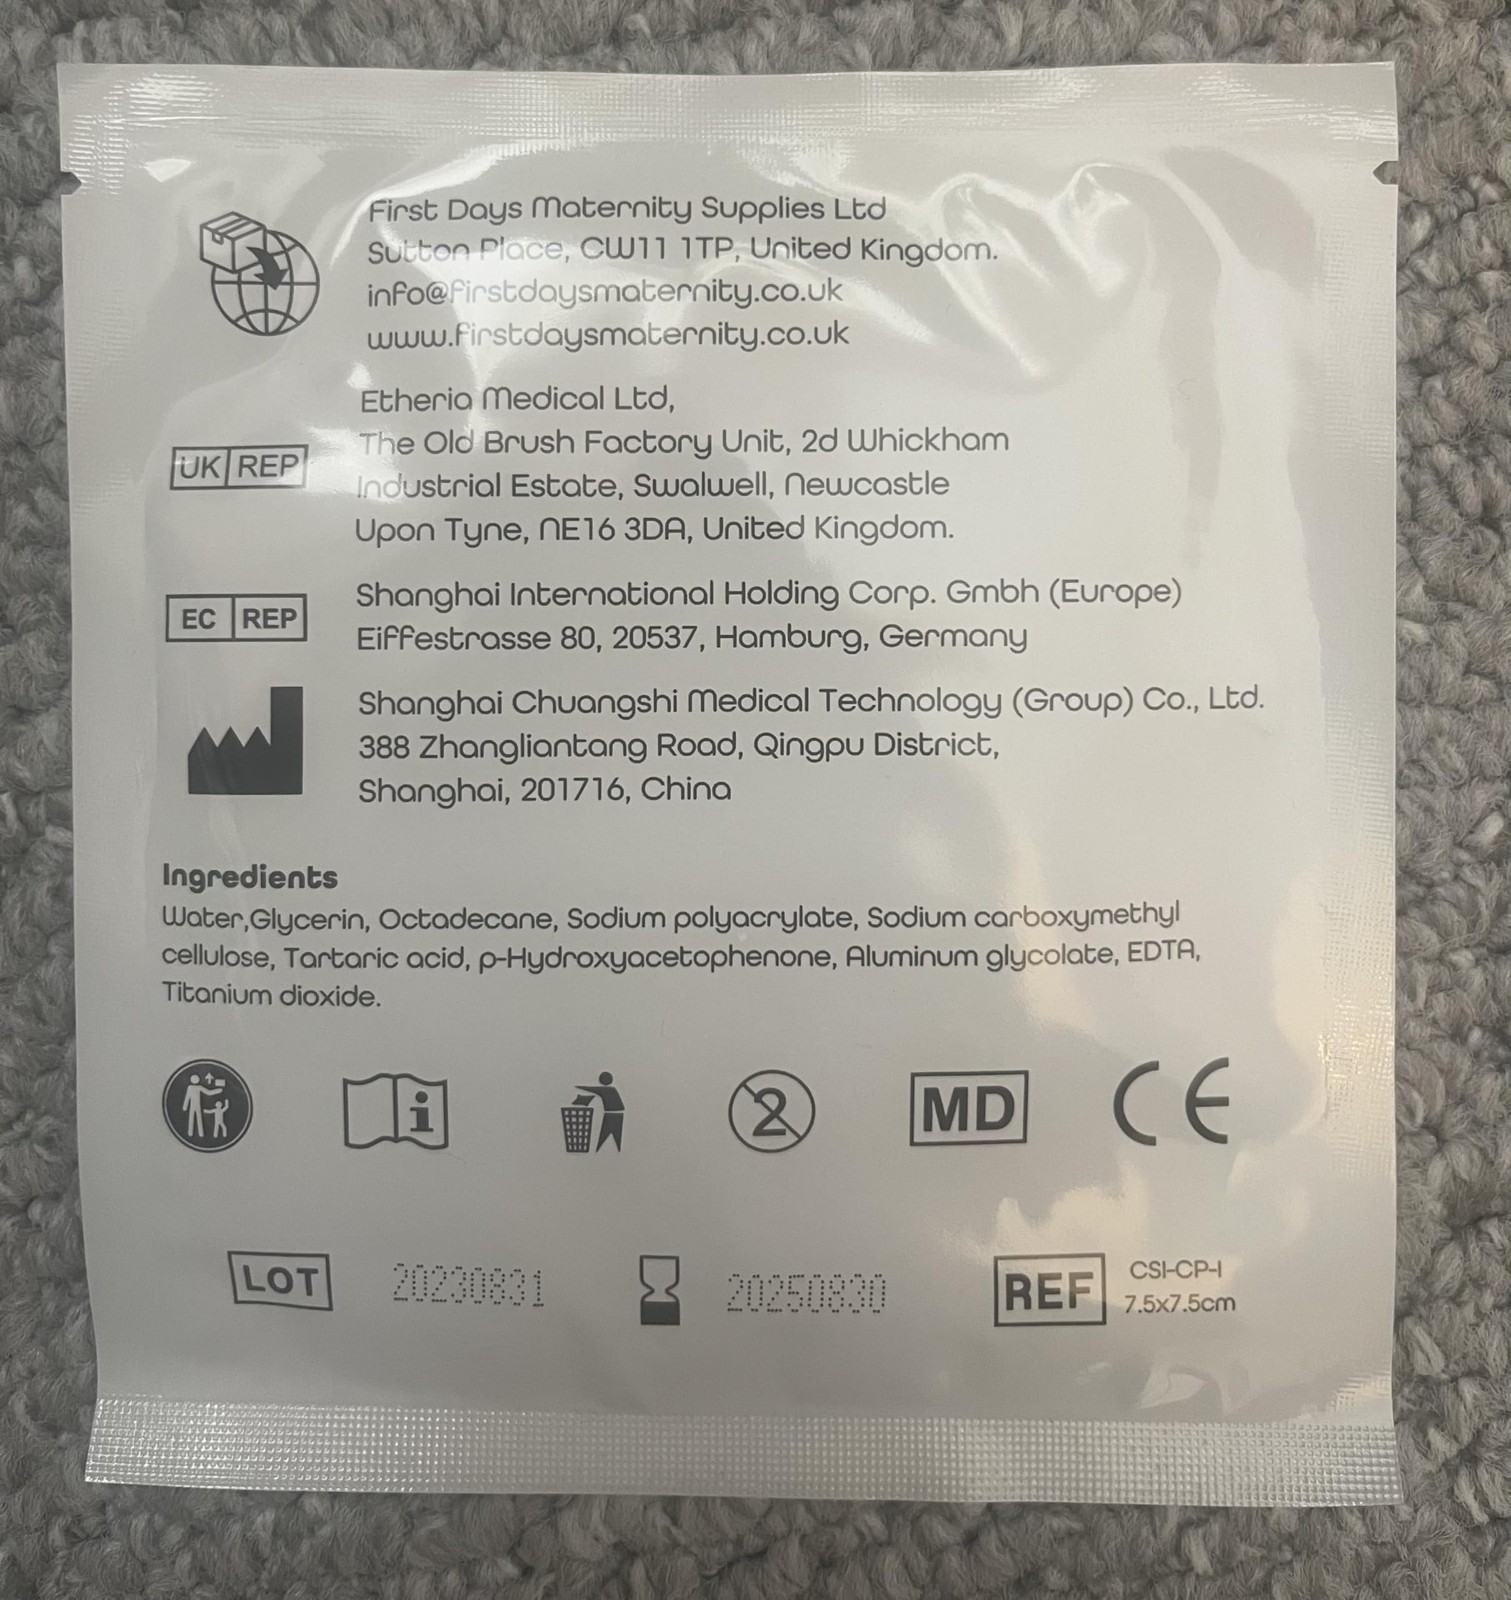 First Days Maternity Supplies Ltd
Sutton Place, CW11 1TP, United Kingdom.
info@firstdaysmaternity.co.uk
www.firstdaysmaternity.co.uk
Etheria Medical Ltd,
UK REP
The Old Brush Factory Unit, 2d Whickham
Industrial Estate, Swalwell, Newcastle
Upon Tyne, NE16 3DA, United Kingdom.
EC REP
Shanghai International Holding Corp. Gmbh (Europe)
Eiffestrasse 80, 20537, Hamburg, Germany
Shanghai Chuangshi Medical Technology (Group) Co., Ltd.
388 Zhangliantang Road, Qingpu District,
Shanghai, 201716, China
Ingredients
Water,Glycerin, Octadecane, Sodium polyacrylate, Sodium carboxymethyl
cellulose, Tartaric acid, p-Hydroxyacetophenone, Aluminum glycolate, EDTA,
Titanium dioxide.
i 2 MD CE
LOT 20230831 20250830 REF CSI-CP-I
7.5x7.5cm